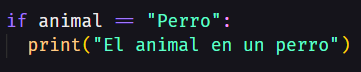 if animal == "Perro":
  print("El animal en un perro")